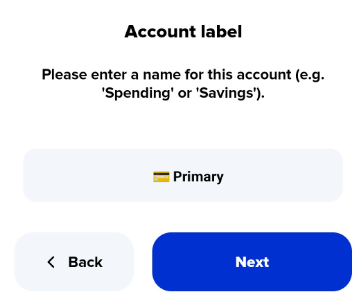 Account label
Please enter a name for this account (e.g.
'Spending' or 'Savings').
💳 Primary
Back
Next